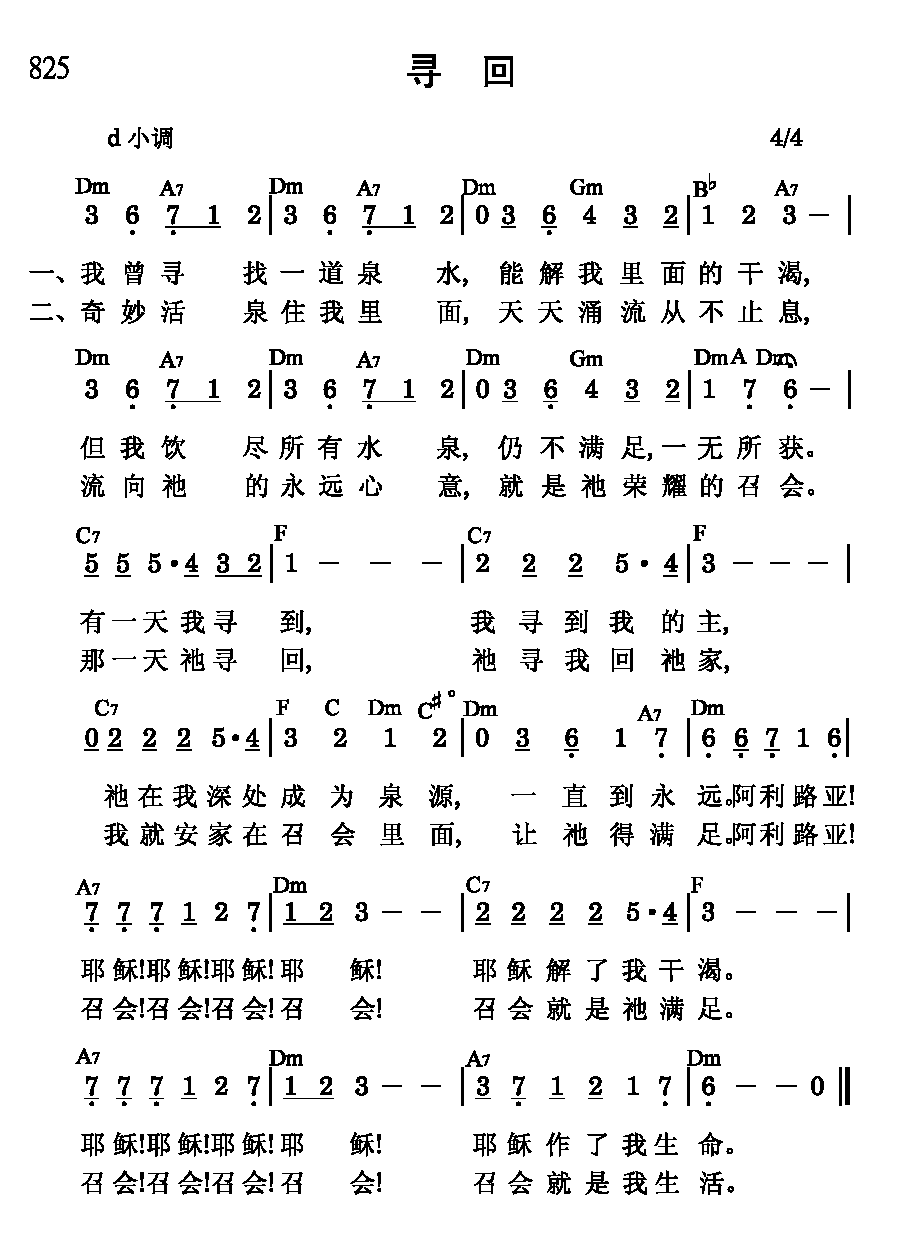 825 寻 回
d 小调 4/4
Dm A7 Dm A7 Dm Gm B♭ A7
3 6̣ 7̣ 1 2 | 3 6̣ 7̣ 1 2 | 0 3 6̣ 4 3 2 | 1 2 3 — |
一、我 曾 寻 找 一 道 泉 水, 能 解 我 里 面 的 干 渴,
二、奇 妙 活 泉 住 我 里 面, 天 天 涌 流 从 不 止 息,
Dm A7 Dm A7 Dm Gm Dm A Dm
3 6̣ 7̣ 1 2 | 3 6̣ 7̣ 1 2 | 0 3 6̣ 4 3 2 | 1 7̣ 6̣ — |
但 我 饮 尽 所 有 水 泉, 仍 不 满 足, 一 无 所 获。
流 向 祂 的 永 远 心 意, 就 是 祂 荣 耀 的 召 会。
C7 F C7 F
5 5 5 · 4 3 2 | 1 — — — | 2 2 2 5 · 4 | 3 — — — |
有 一 天 我 寻 到, 我 寻 到 我 的 主,
那 一 天 祂 寻 回, 祂 寻 我 回 祂 家,
C7 F C Dm C♯° Dm A7 Dm
0 2 2 2 5 · 4 | 3 2 1 2 | 0 3 6̣ 1 7̣ | 6̣ 6̣ 7̣ 1 6̣ |
祂 在 我 深 处 成 为 泉 源, 一 直 到 永 远。阿 利 路 亚!
我 就 安 家 在 召 会 里 面, 让 祂 得 满 足。阿 利 路 亚!
A7 Dm C7 F
7̣ 7̣ 7̣ 1 2 7̣ | 1 2 3 — — | 2 2 2 2 5 · 4 | 3 — — — |
耶 稣! 耶 稣! 耶 稣! 耶 稣! 耶 稣 解 了 我 干 渴。
召 会! 召 会! 召 会! 召 会! 召 会 就 是 祂 满 足。
A7 Dm A7 Dm
7̣ 7̣ 7̣ 1 2 7̣ | 1 2 3 — — | 3 7̣ 1 2 1 7̣ | 6̣ — — 0 ‖
耶 稣! 耶 稣! 耶 稣! 耶 稣! 耶 稣 作 了 我 生 命。
召 会! 召 会! 召 会! 召 会! 召 会 就 是 我 生 活。